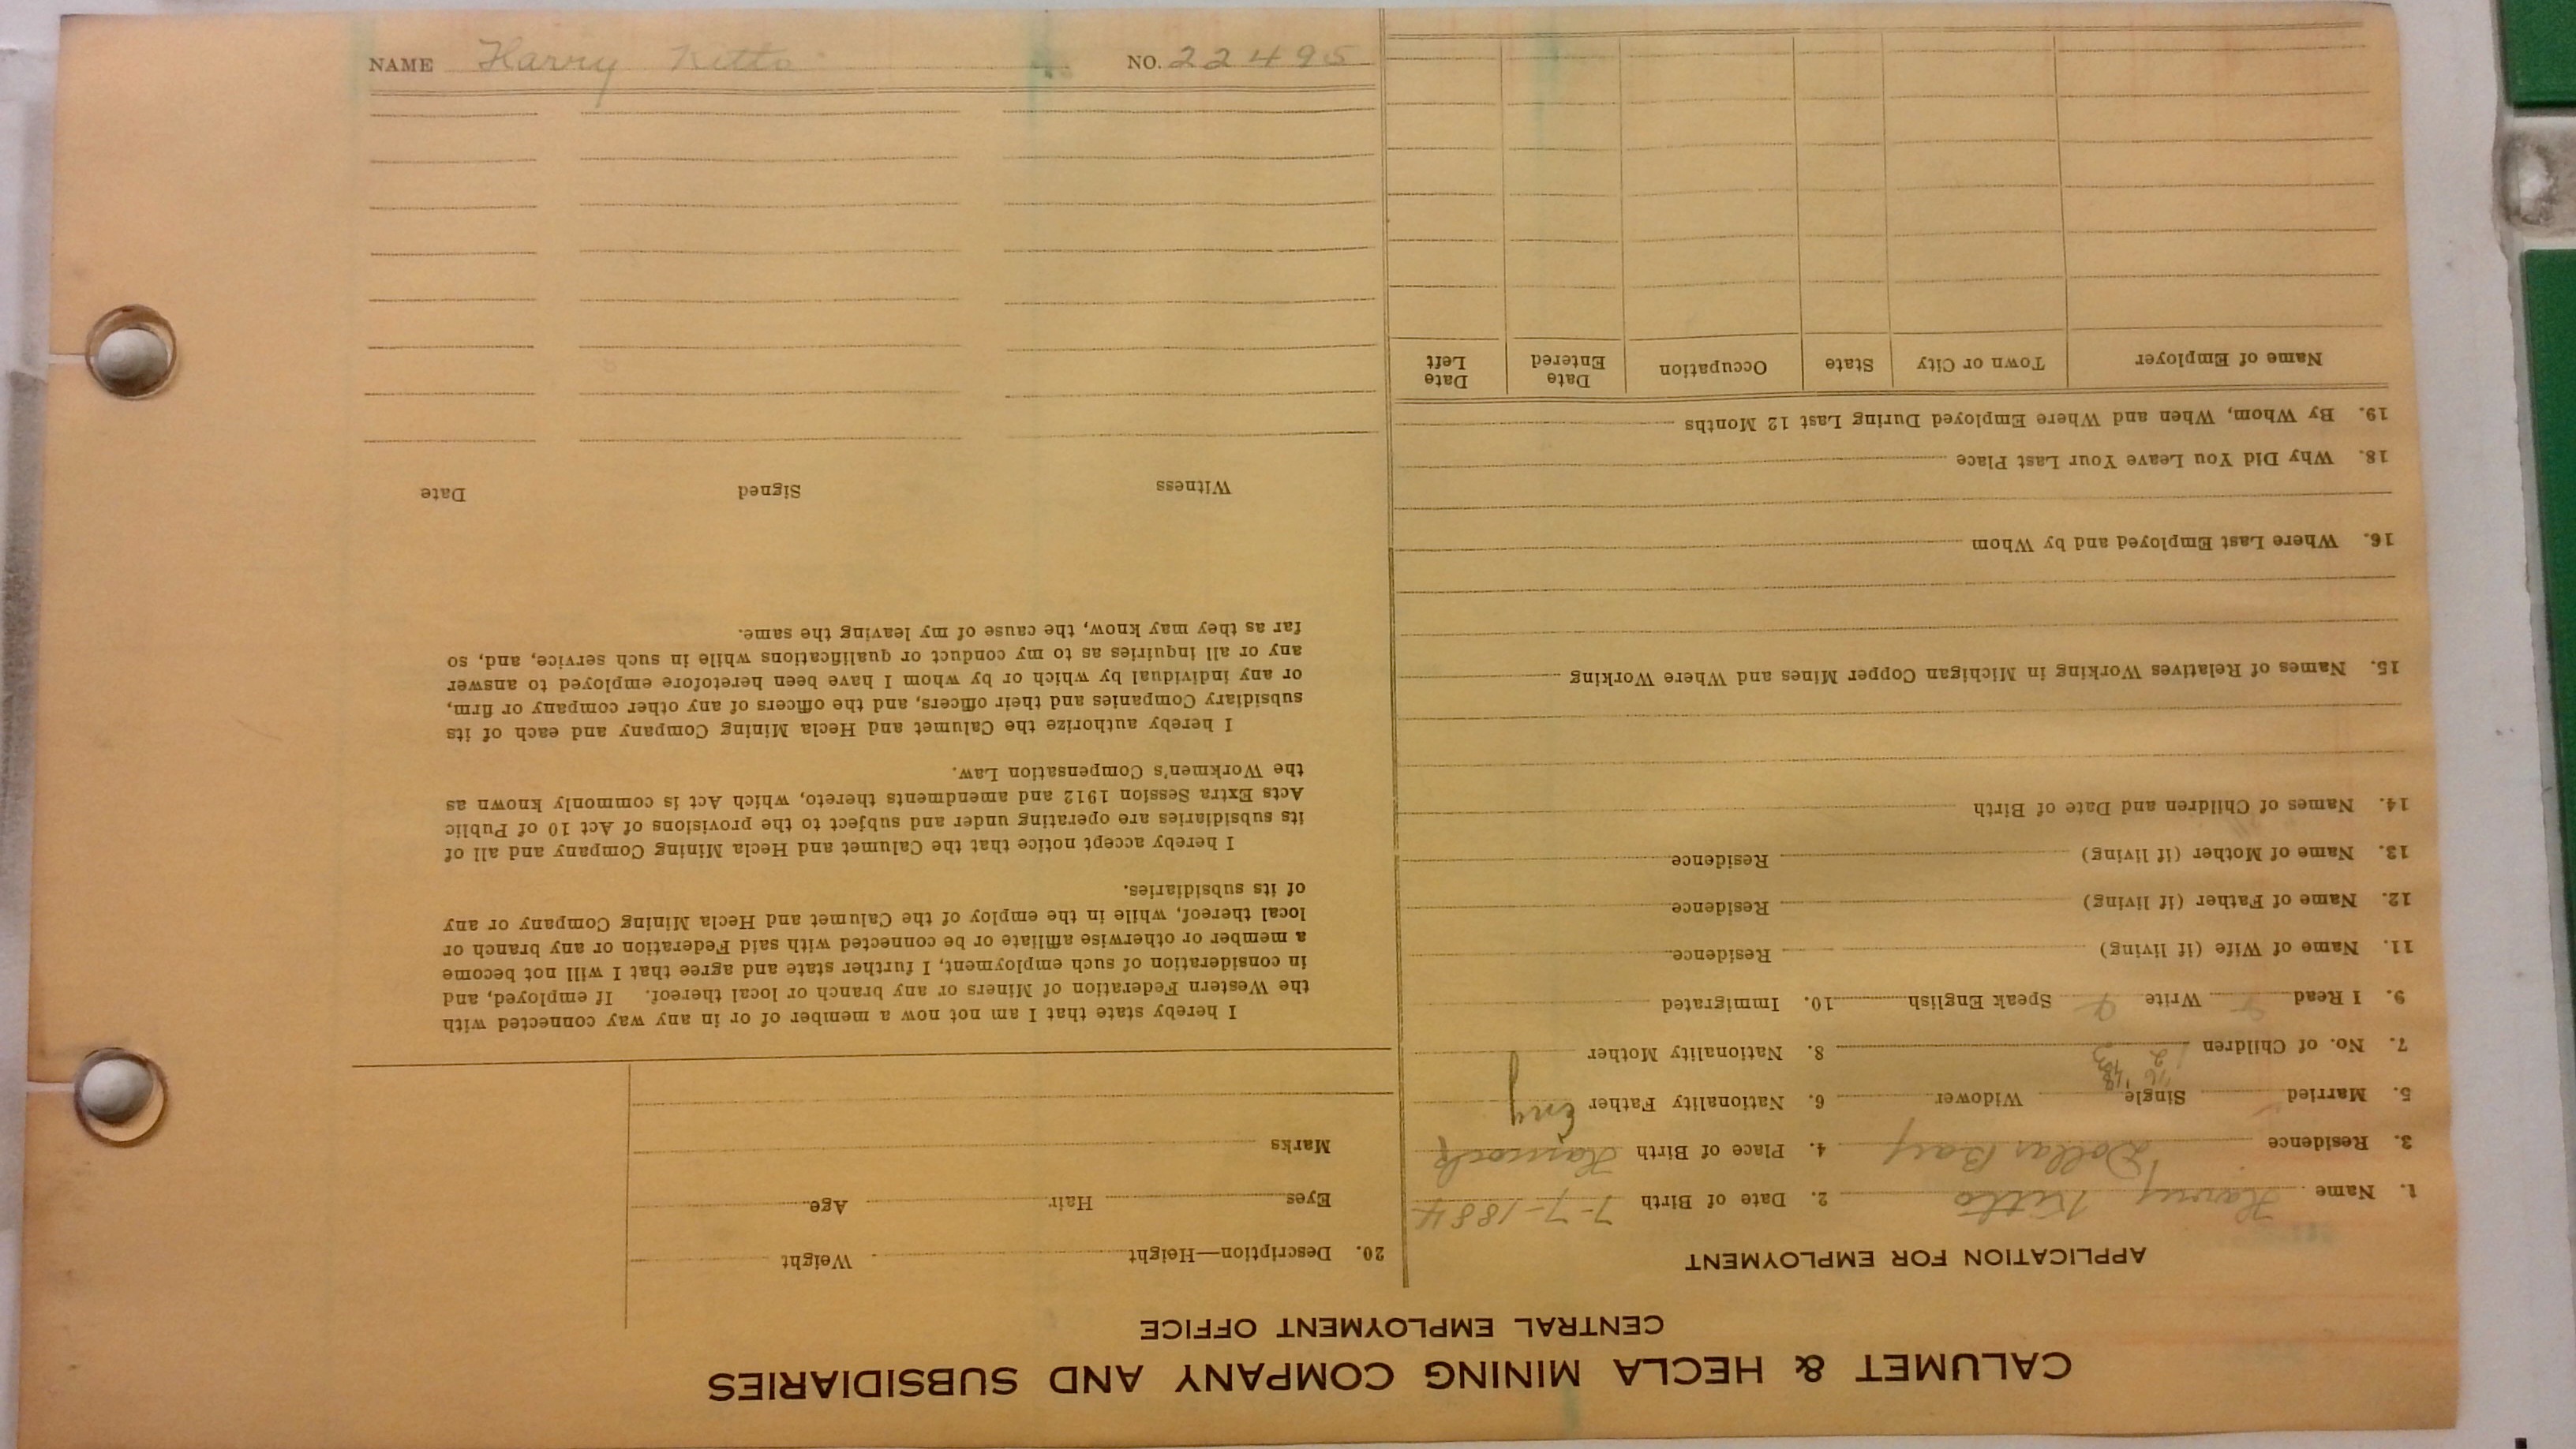 CALUMET & HECLA MINING COMPANY AND SUBSIDIARIES
CENTRAL EMPLOYMENT OFFICE
APPLICATION FOR EMPLOYMENT
1. Name Harry Kitto 2. Date of Birth 7-7-1884
3. Residence Dollar Bay 4. Place of Birth Hancock
5. Married Single Widower 6. Nationality Father Eng
7. No. of Children 8. Nationality Mother
9. I Read Write Speak English 10. Immigrated
11. Name of Wife (if living) Residence
12. Name of Father (if living) Residence
13. Name of Mother (if living) Residence
14. Names of Children and Date of Birth
15. Names of Relatives Working in Michigan Copper Mines and Where Working
16. Where Last Employed and by Whom
18. Why Did You Leave Your Last Place
19. By Whom, When and Where Employed During Last 12 Months
Name of Employer Town or City State Occupation Date Entered Date Left
20. Description—Height Weight
Eyes Hair Age
Marks
I hereby state that I am not now a member of or in any way connected with
the Western Federation of Miners or any branch or local thereof. If employed, and
in consideration of such employment, I further state and agree that I will not become
a member or otherwise affiliate or be connected with said Federation or any branch or
local thereof, while in the employ of the Calumet and Hecla Mining Company or any
of its subsidiaries.
I hereby accept notice that the Calumet and Hecla Mining Company and all of
its subsidiaries are operating under and subject to the provisions of Act 10 of Public
Acts Extra Session 1912 and amendments thereto, which Act is commonly known as
the Workmen's Compensation Law.
I hereby authorize the Calumet and Hecla Mining Company and each of its
subsidiary Companies and their officers, and the officers of any other company or firm,
or any individual by which or by whom I have been heretofore employed to answer
any or all inquiries as to my conduct or qualifications while in such service, and, so
far as they may know, the cause of my leaving the same.
Witness Signed Date
NAME Harry Kitto NO. 22495